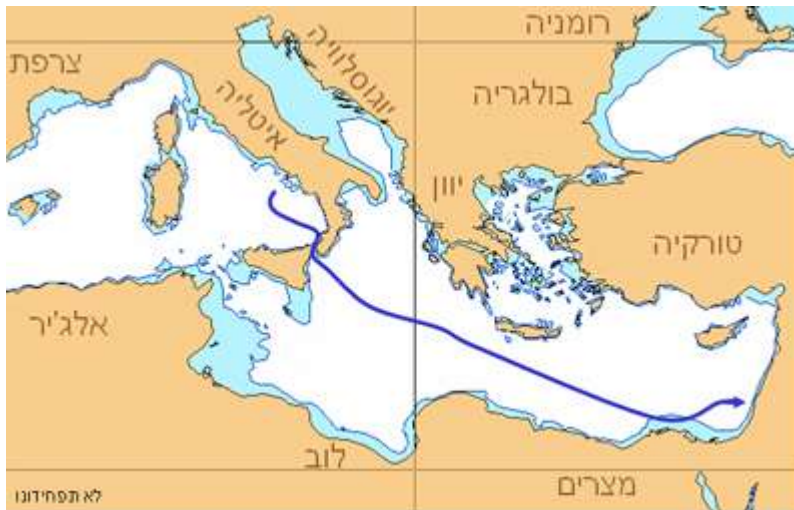 רומניה
צרפת
יוגוסלוויה
איטליה
בולגריה
יוון
טורקיה
אלג'יר
לוב
מצרים
לא תפחידונו